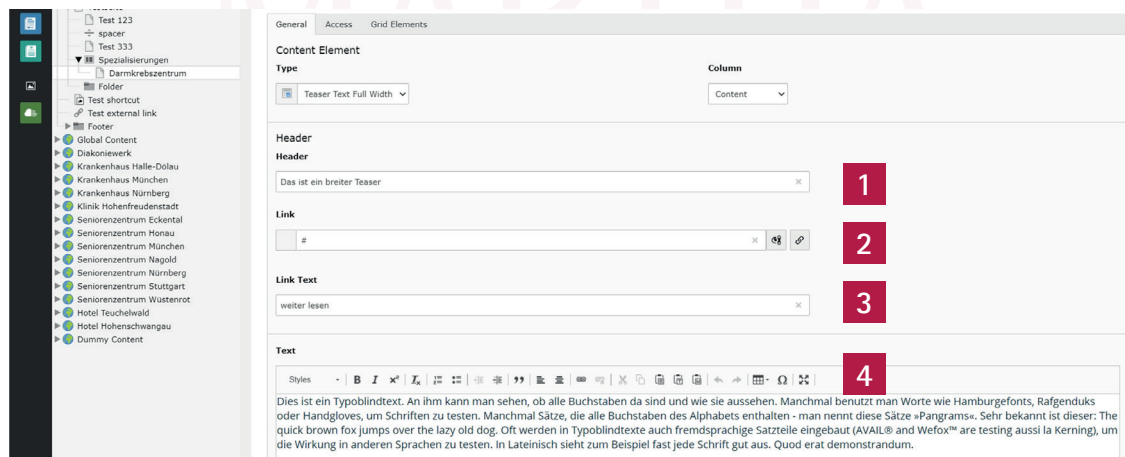 Test 123
spacer
Test 333
Spezialisierungen
Darmkrebszentrum
Folder
Test shortcut
Test external link
Footer
Global Content
Diakoniewerk
Krankenhaus Halle-Dölau
Krankenhaus München
Krankenhaus Nürnberg
Klinik Hohenfreudenstadt
Seniorenzentrum Eckental
Seniorenzentrum Honau
Seniorenzentrum München
Seniorenzentrum Nagold
Seniorenzentrum Nürnberg
Seniorenzentrum Stuttgart
Seniorenzentrum Wüstenrot
Hotel Teuchelwald
Hotel Hohenschwangau
Dummy Content
General Access Grid Elements
Content Element
Type Column
Teaser Text Full Width Content
Header
Header
Das ist ein breiter Teaser
1
Link
#
2
Link Text
weiter lesen
3
Text
4
Styles
Dies ist ein Typoblindtext. An ihm kann man sehen, ob alle Buchstaben da sind und wie sie aussehen. Manchmal benutzt man Worte wie Hamburgefonts, Rafgenduks
oder Handgloves, um Schriften zu testen. Manchmal Sätze, die alle Buchstaben des Alphabets enthalten - man nennt diese Sätze »Pangrams«. Sehr bekannt ist dieser: The
quick brown fox jumps over the lazy old dog. Oft werden in Typoblindtexte auch fremdsprachige Satzteile eingebaut (AVAIL® and Wefox™ are testing aussi la Kerning), um
die Wirkung in anderen Sprachen zu testen. In Lateinisch sieht zum Beispiel fast jede Schrift gut aus. Quod erat demonstrandum.